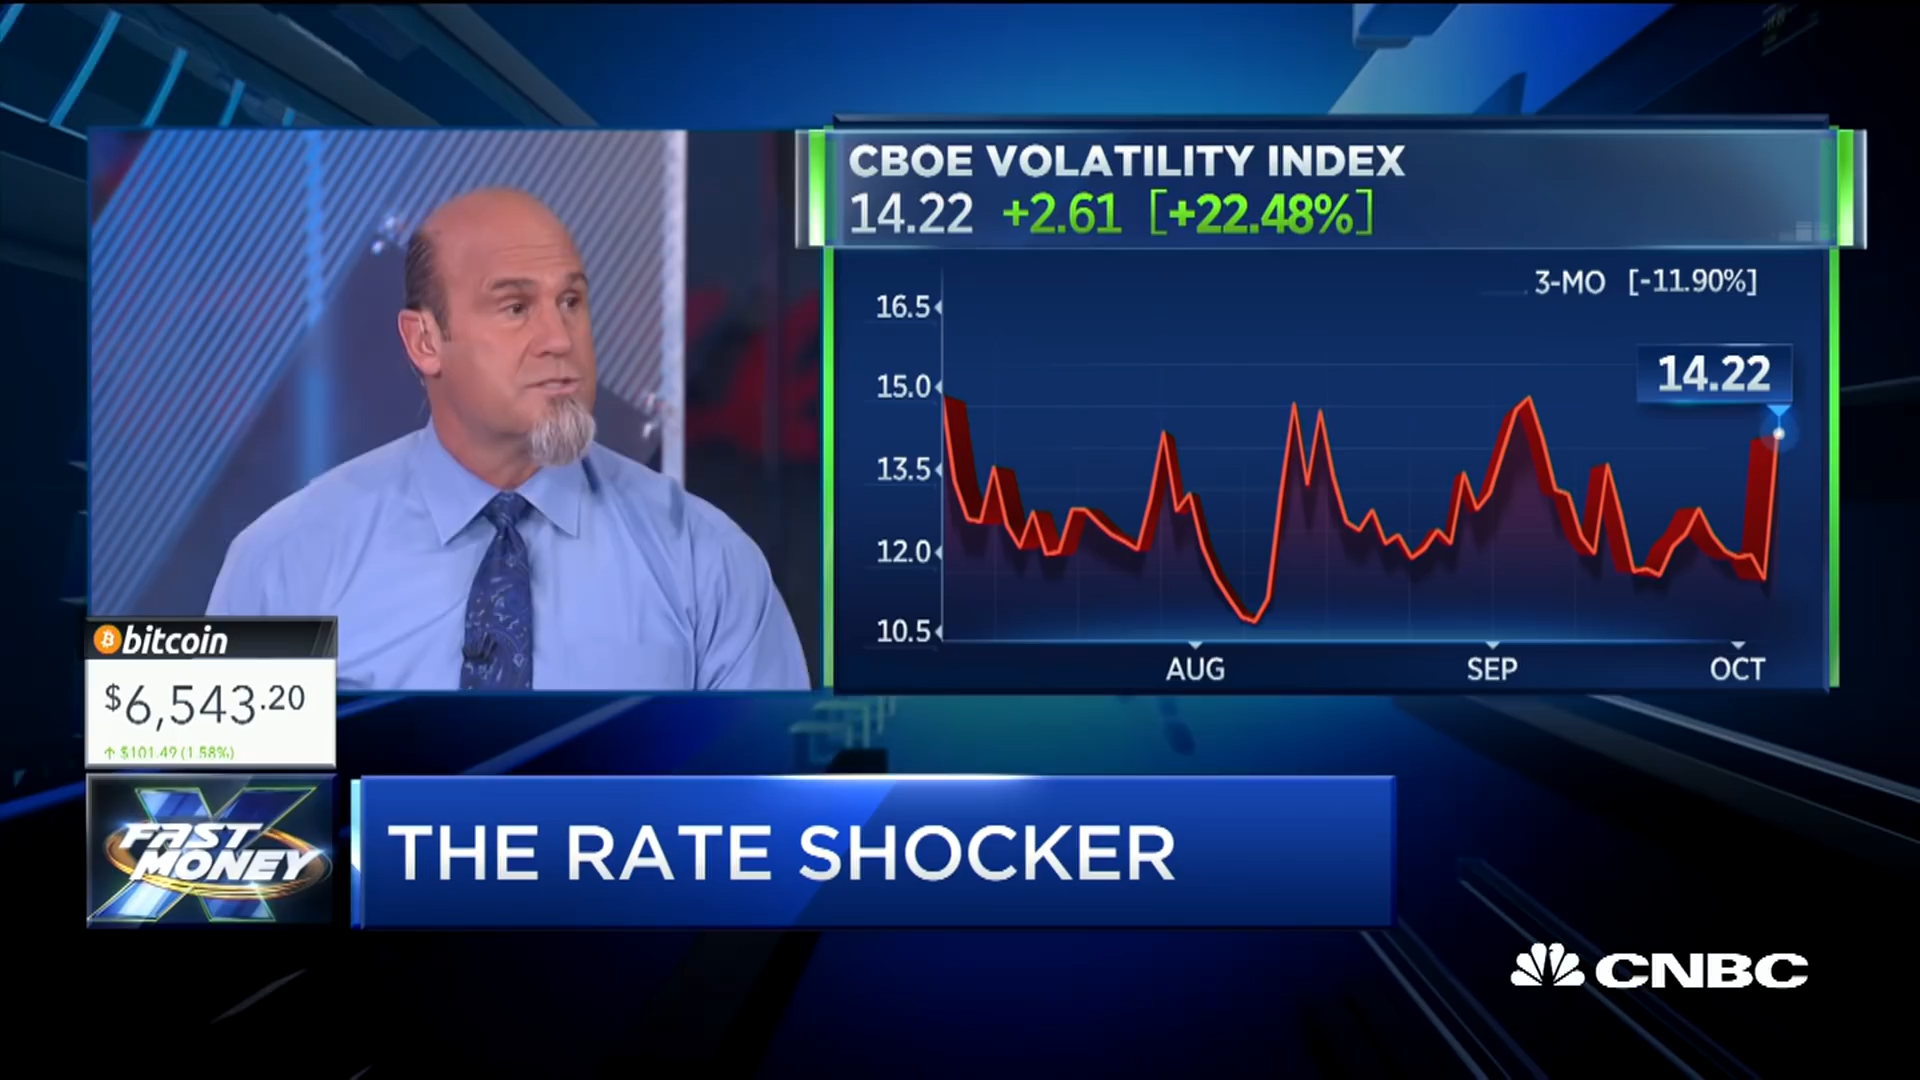 CBOE VOLATILITY INDEX
14.22 +2.61 [+22.48%]
3-MO [-11.90%]
14.22
16.5
15.0
13.5
12.0
10.5
AUG SEP OCT
bitcoin
$6,543.20
↑ $101.49 (1.58%)
FAST
MONEY
THE RATE SHOCKER
CNBC